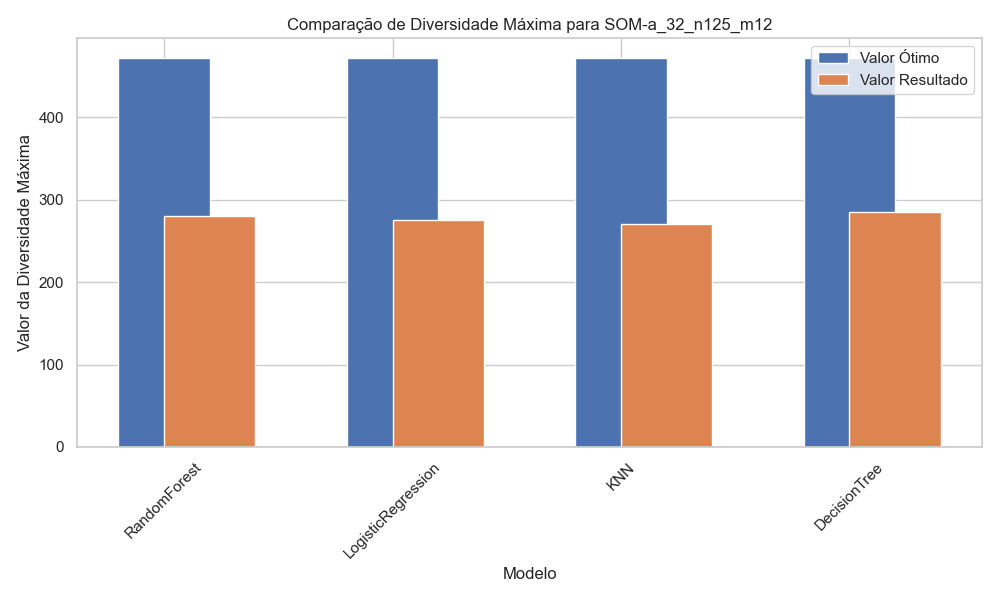 Comparação de Diversidade Máxima para SOM-a_32_n125_m12
Valor Ótimo
Valor Resultado
Valor da Diversidade Máxima
400
300
200
100
0
RandomForest
LogisticRegression
KNN
DecisionTree
Modelo